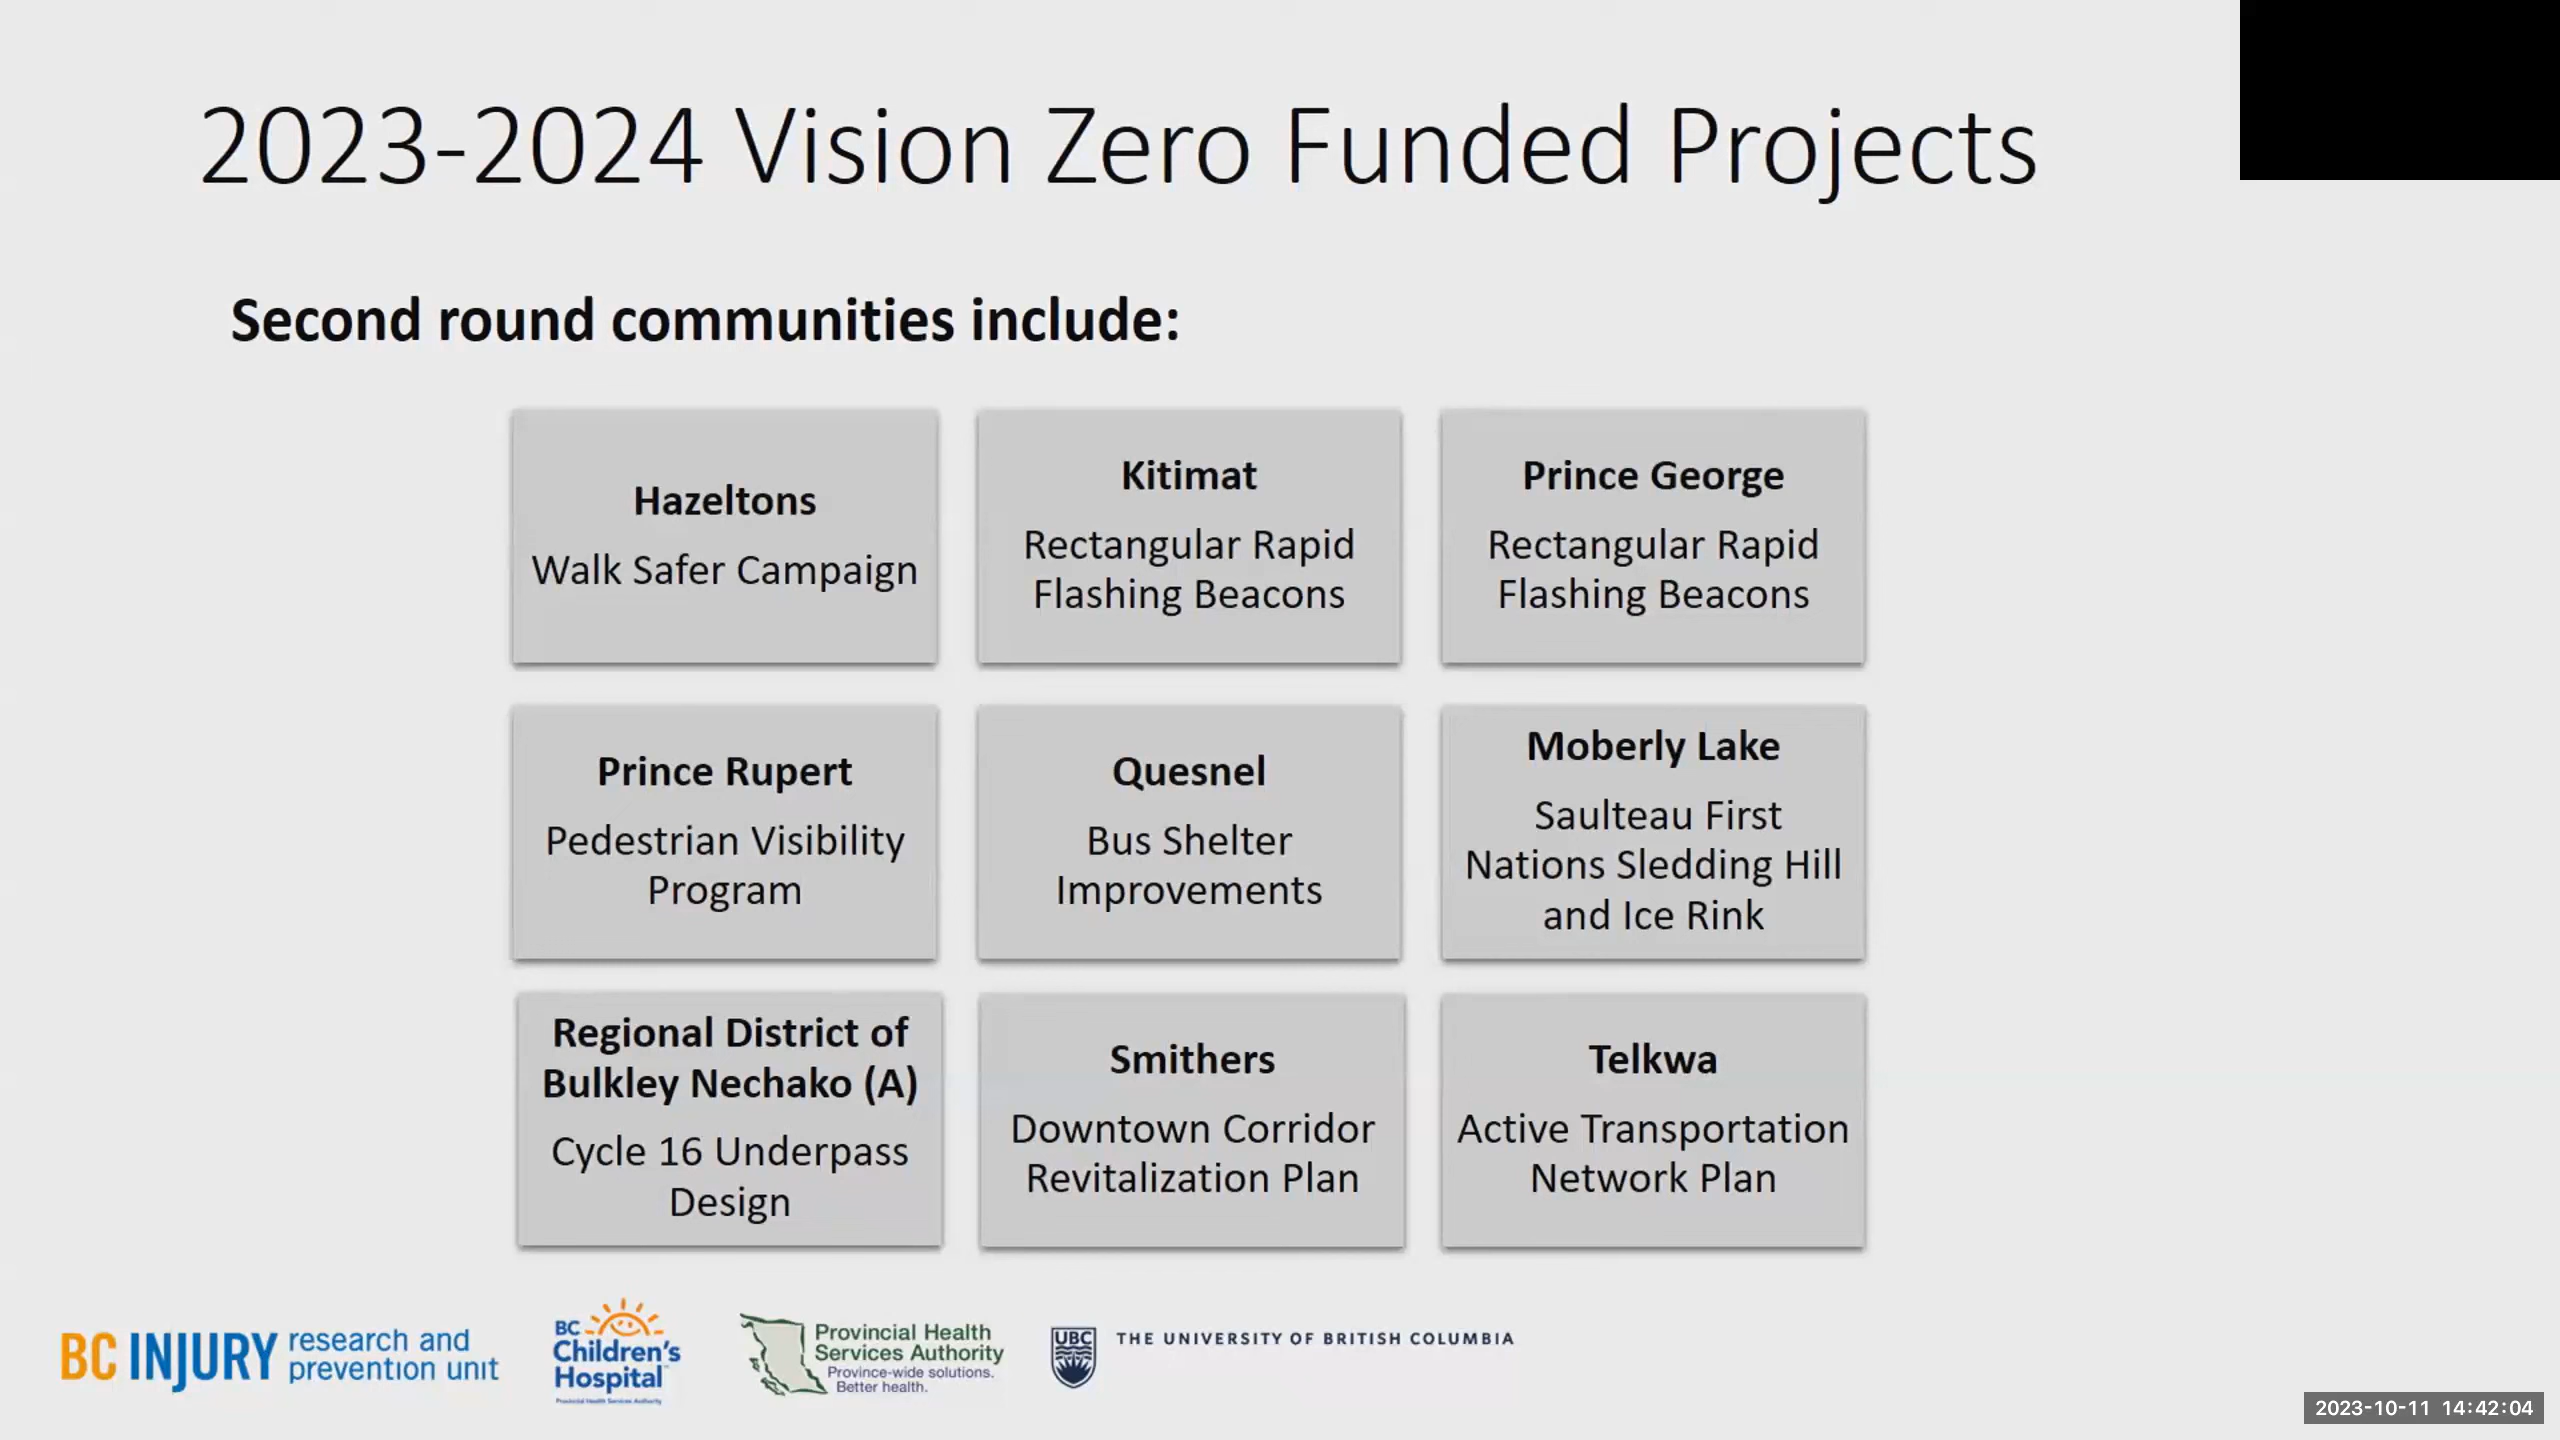 2023-2024 Vision Zero Funded Projects
Second round communities include:
Hazeltons
Walk Safer Campaign
Kitimat
Rectangular Rapid
Flashing Beacons
Prince George
Rectangular Rapid
Flashing Beacons
Prince Rupert
Pedestrian Visibility
Program
Quesnel
Bus Shelter
Improvements
Moberly Lake
Saulteau First
Nations Sledding Hill
and Ice Rink
Regional District of
Bulkley Nechako (A)
Cycle 16 Underpass
Design
Smithers
Downtown Corridor
Revitalization Plan
Telkwa
Active Transportation
Network Plan
BC INJURY research and
prevention unit
BC
Children's
Hospital
Provincial Health Services Authority
Provincial Health
Services Authority
Province-wide solutions.
Better health.
UBC
THE UNIVERSITY OF BRITISH COLUMBIA
2023-10-11 14:42:04